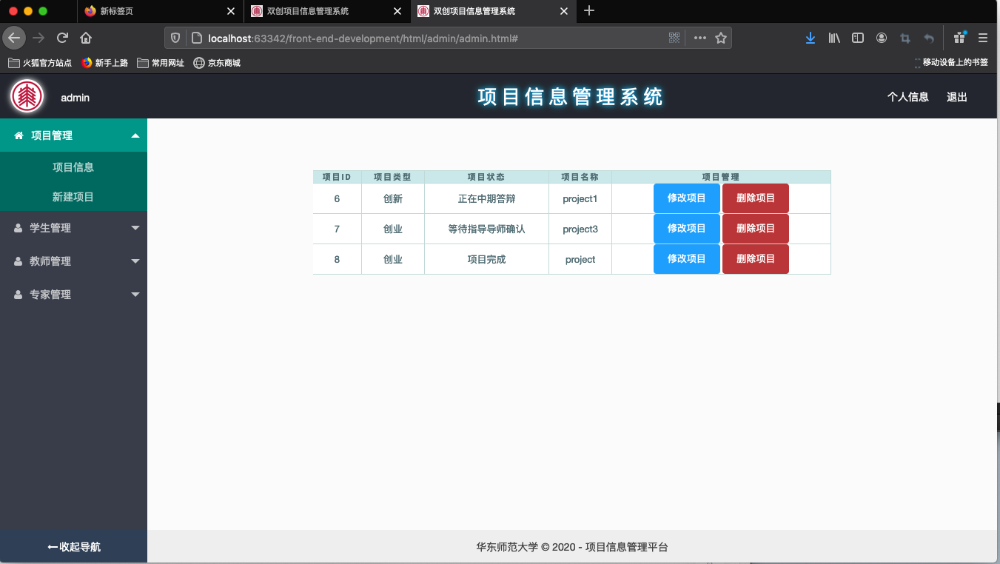 新标签页
双创项目信息管理系统
双创项目信息管理系统
localhost:63342/front-end-development/html/admin/admin.html#
火狐官方站点 新手上路 常用网址 京东商城 移动设备上的书签
admin 项目信息管理系统 个人信息 退出
项目管理
项目信息
新建项目
学生管理
教师管理
专家管理
项目ID 项目类型 项目状态 项目名称 项目管理
6 创新 正在中期答辩 project1 修改项目 删除项目
7 创业 等待指导导师确认 project3 修改项目 删除项目
8 创业 项目完成 project 修改项目 删除项目
收起导航
华东师范大学 © 2020 - 项目信息管理平台